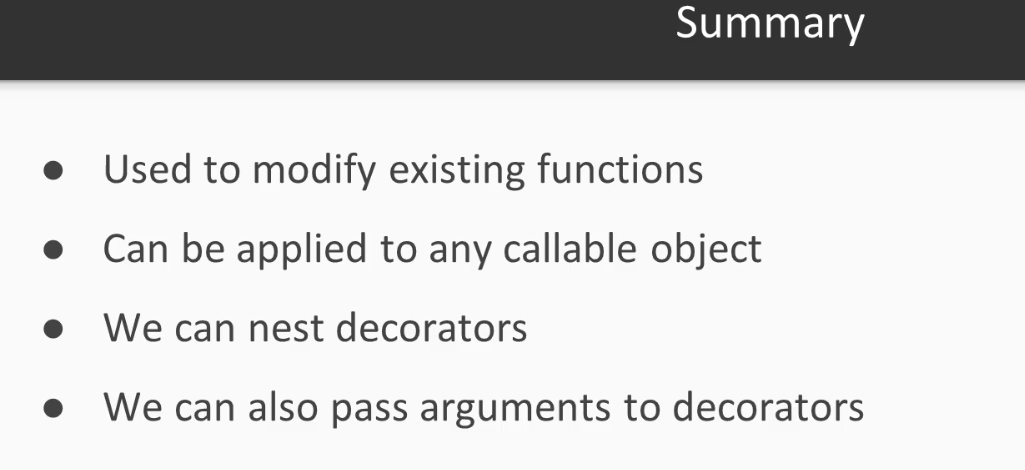 Summary
● Used to modify existing functions
● Can be applied to any callable object
● We can nest decorators
● We can also pass arguments to decorators